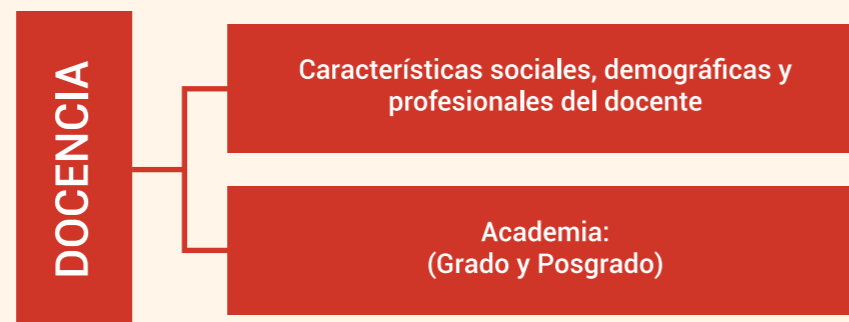 DOCENCIA
Características sociales, demográficas y
profesionales del docente
Academia:
(Grado y Posgrado)